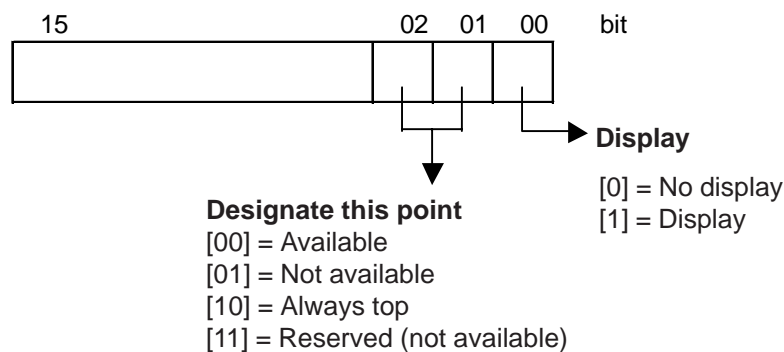 15 02 01 00 bit
Display
[0] = No display
[1] = Display
Designate this point
[00] = Available
[01] = Not available
[10] = Always top
[11] = Reserved (not available)